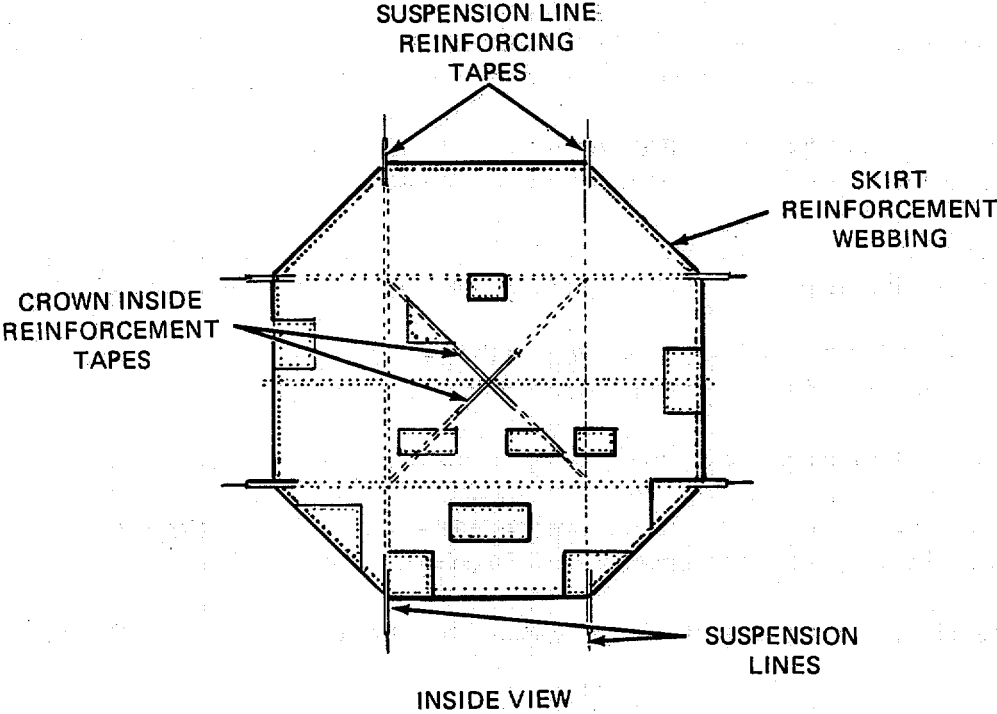 SUSPENSION LINE
REINFORCING
TAPES
SKIRT
REINFORCEMENT
WEBBING
CROWN INSIDE
REINFORCEMENT
TAPES
SUSPENSION
LINES
INSIDE VIEW